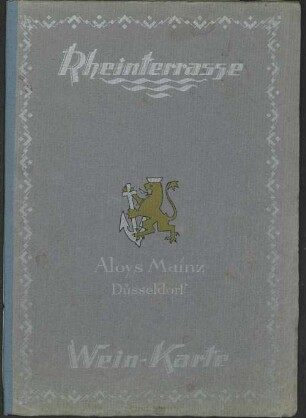 Rheinterrasse
Aloys Mainz
Düsseldorf
Wein-Karte